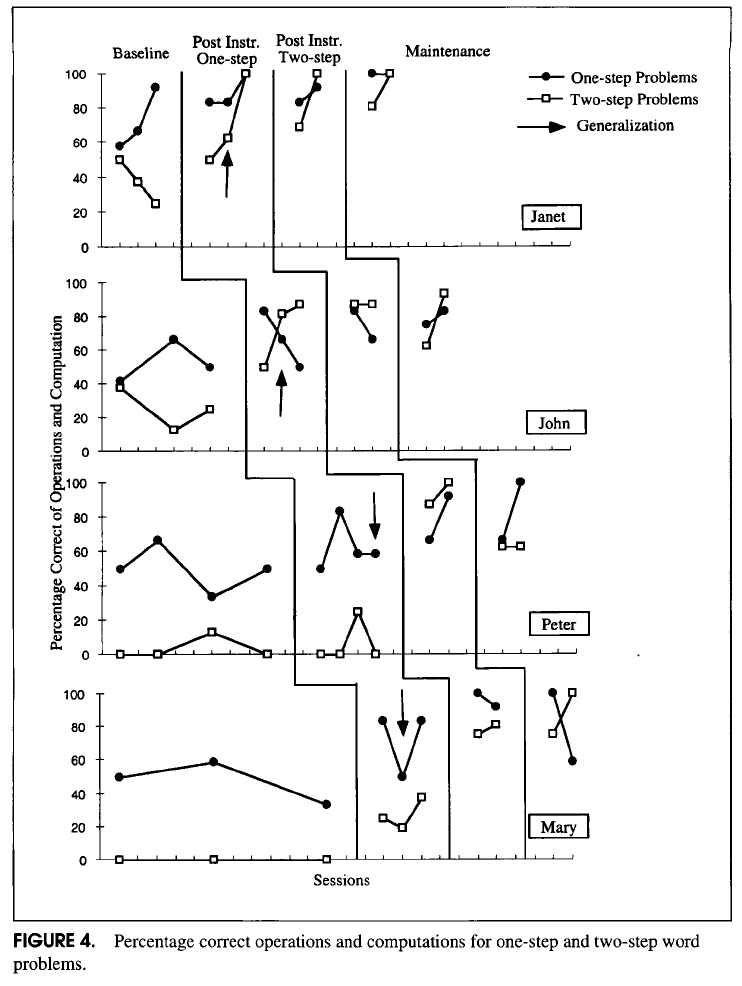 Baseline
Post Instr.
One-step
Post Instr.
Two-step
Maintenance
One-step Problems
Two-step Problems
Generalization
100
80
60
40
20
0
Janet
100
80
60
40
20
0
John
100
80
60
40
20
0
Peter
100
80
60
40
20
0
Mary
Percentage Correct of Operations and Computation
Sessions
FIGURE 4. Percentage correct operations and computations for one-step and two-step word
problems.